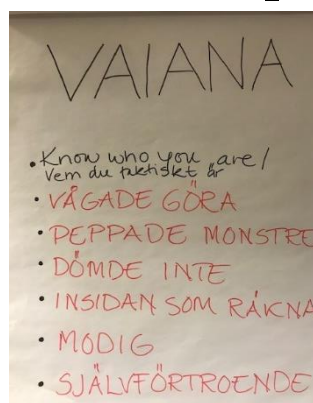 VAIANA
• Know who you are /
Vem du faktiskt är
• VÅGADE GÖRA
• PEPPADE MONSTRE
• DÖMDE INTE
• INSIDAN SOM RÄKNA
• MODIG
• SJÄLVFÖRTROENDE